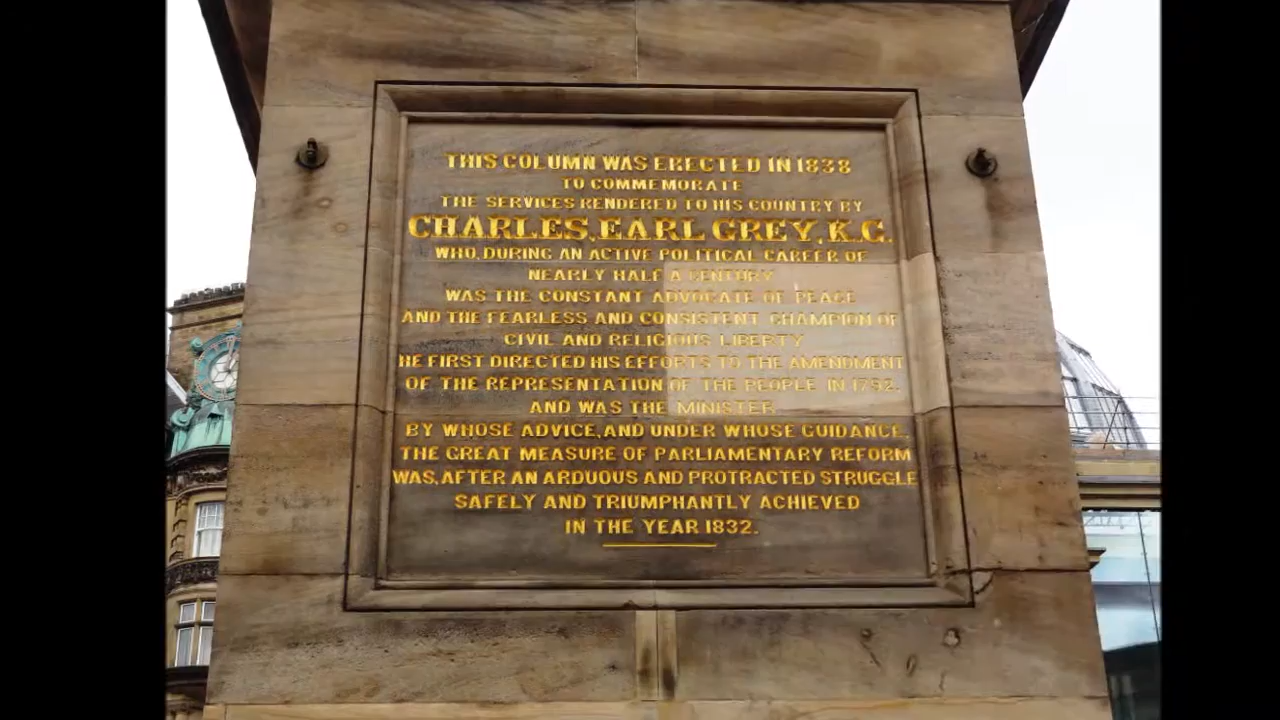 THIS COLUMN WAS ERECTED IN 1838
TO COMMEMORATE
THE SERVICES RENDERED TO HIS COUNTRY BY
CHARLES, EARL GREY, K.G.
WHO, DURING AN ACTIVE POLITICAL CAREER OF
NEARLY HALF A CENTURY
WAS THE CONSTANT ADVOCATE OF PEACE
AND THE FEARLESS AND CONSISTENT CHAMPION OF
CIVIL AND RELIGIOUS LIBERTY
HE FIRST DIRECTED HIS EFFORTS TO THE AMENDMENT
OF THE REPRESENTATION OF THE PEOPLE IN 1792.
AND WAS THE MINISTER
BY WHOSE ADVICE, AND UNDER WHOSE GUIDANCE,
THE GREAT MEASURE OF PARLIAMENTARY REFORM
WAS, AFTER AN ARDUOUS AND PROTRACTED STRUGGLE
SAFELY AND TRIUMPHANTLY ACHIEVED
IN THE YEAR 1832.